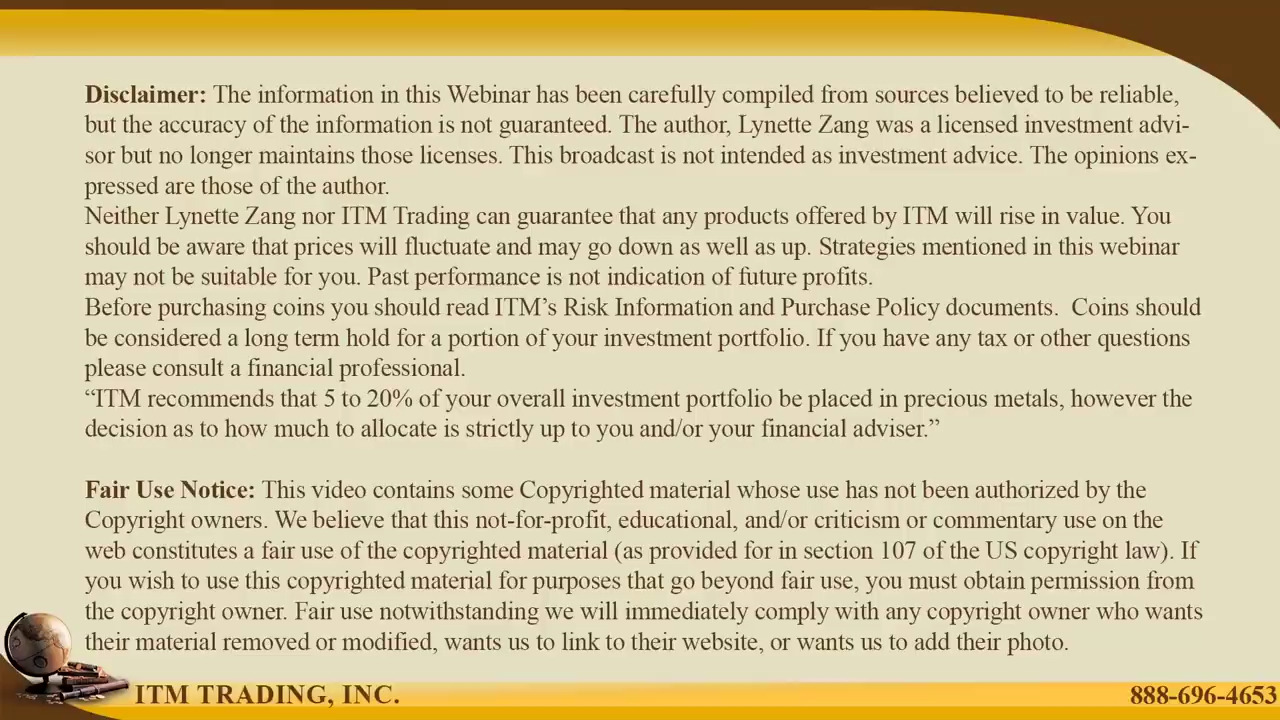 Disclaimer: The information in this Webinar has been carefully compiled from sources believed to be reliable,
but the accuracy of the information is not guaranteed. The author, Lynette Zang was a licensed investment advi-
sor but no longer maintains those licenses. This broadcast is not intended as investment advice. The opinions ex-
pressed are those of the author.
Neither Lynette Zang nor ITM Trading can guarantee that any products offered by ITM will rise in value. You
should be aware that prices will fluctuate and may go down as well as up. Strategies mentioned in this webinar
may not be suitable for you. Past performance is not indication of future profits.
Before purchasing coins you should read ITM’s Risk Information and Purchase Policy documents.  Coins should
be considered a long term hold for a portion of your investment portfolio. If you have any tax or other questions
please consult a financial professional.
“ITM recommends that 5 to 20% of your overall investment portfolio be placed in precious metals, however the
decision as to how much to allocate is strictly up to you and/or your financial adviser.”
Fair Use Notice: This video contains some Copyrighted material whose use has not been authorized by the
Copyright owners. We believe that this not-for-profit, educational, and/or criticism or commentary use on the
web constitutes a fair use of the copyrighted material (as provided for in section 107 of the US copyright law). If
you wish to use this copyrighted material for purposes that go beyond fair use, you must obtain permission from
the copyright owner. Fair use notwithstanding we will immediately comply with any copyright owner who wants
their material removed or modified, wants us to link to their website, or wants us to add their photo.
ITM TRADING, INC.
888-696-4653